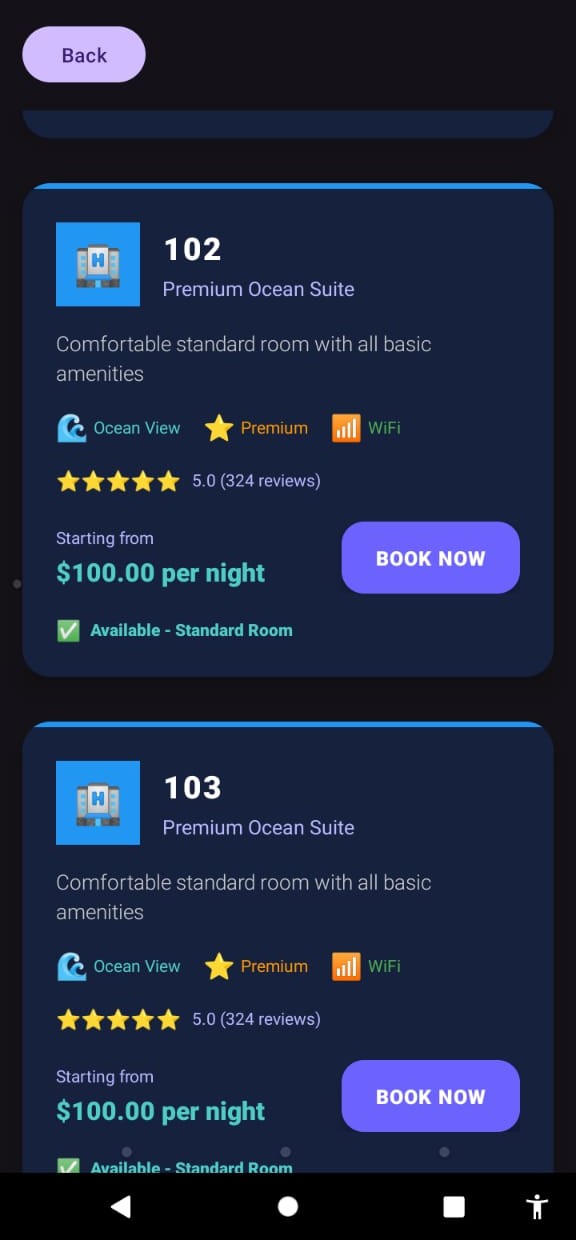 Back
102
Premium Ocean Suite
Comfortable standard room with all basic
amenities
Ocean View Premium WiFi
5.0 (324 reviews)
Starting from
$100.00 per night
BOOK NOW
Available - Standard Room
103
Premium Ocean Suite
Comfortable standard room with all basic
amenities
Ocean View Premium WiFi
5.0 (324 reviews)
Starting from
$100.00 per night
BOOK NOW
Available - Standard Room